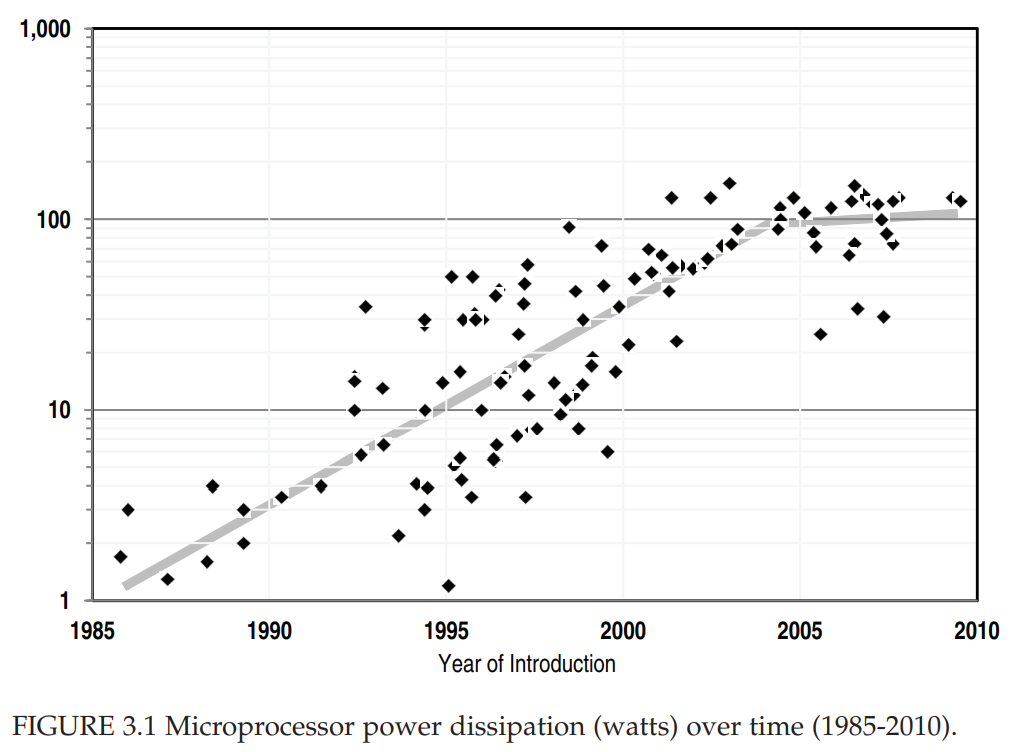 1,000
100
10
1
1985 1990 1995 2000 2005 2010
Year of Introduction
FIGURE 3.1 Microprocessor power dissipation (watts) over time (1985-2010).